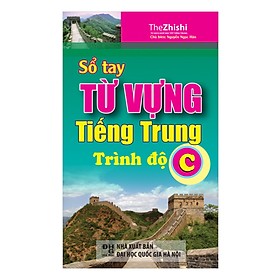 TheZhishi
Chủ biên: Nguyễn Ngọc Hân
Sổ tay
TỪ VỰNG
Tiếng Trung
Trình độ C
NHÀ XUẤT BẢN
ĐẠI HỌC QUỐC GIA HÀ NỘI